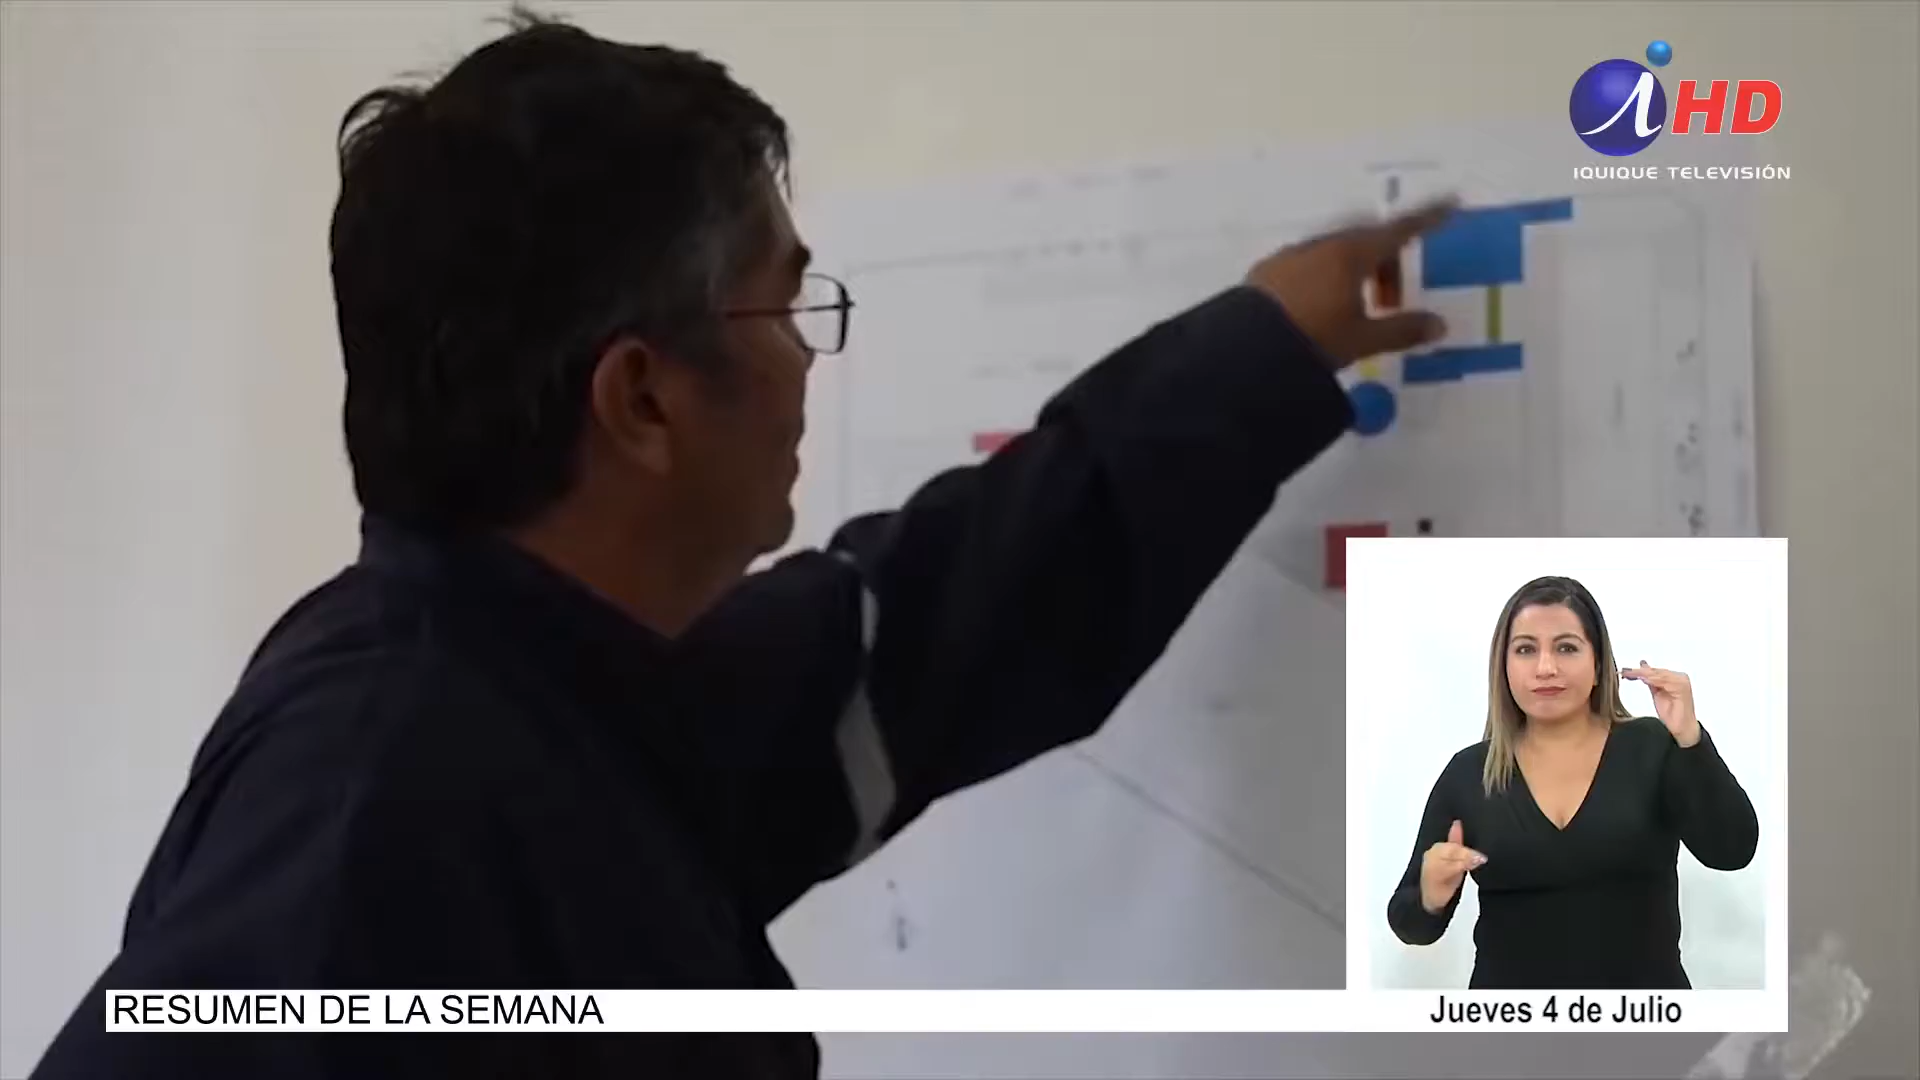 HD
IQUIQUE TELEVISIÓN
RESUMEN DE LA SEMANA
Jueves 4 de Julio